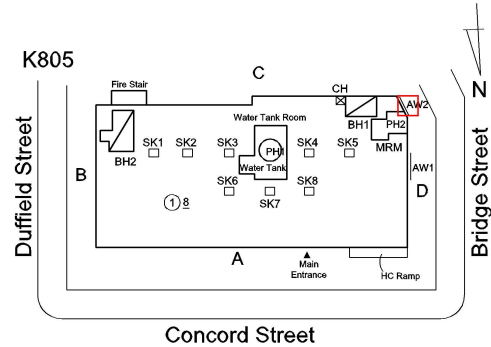 K805
N
Fire Stair
C
CH
AW2
Water Tank Room
BH1
PH2
BH2
SK1
SK2
SK3
PH1
SK4
SK5
MRM
Water Tank
AW1
B
D
SK6
SK7
SK8
1 8
A
Main
Entrance
HC Ramp
Duffield Street
Bridge Street
Concord Street